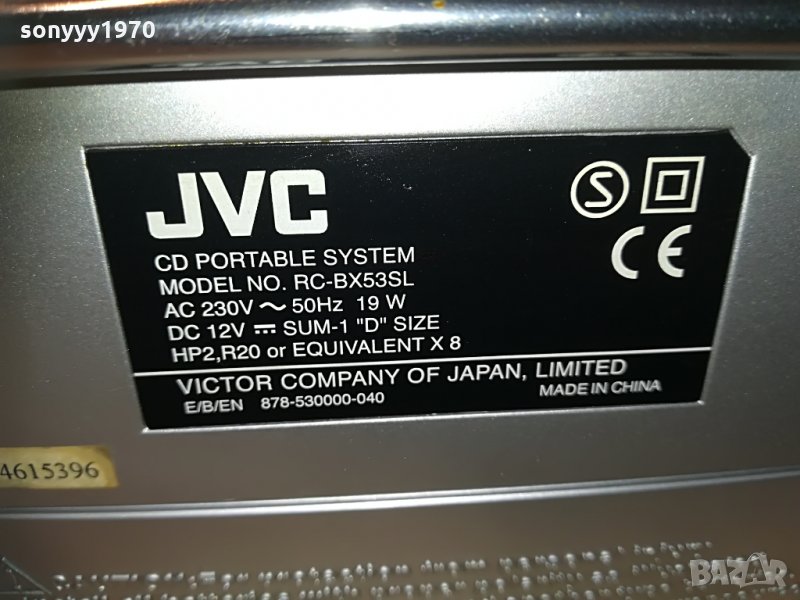 sonyyy1970
JVC
S
CD PORTABLE SYSTEM
MODEL NO. RC-BX53SL
AC 230V ～ 50Hz 19 W
DC 12V ⎓ SUM-1 "D" SIZE
HP2,R20 or EQUIVALENT X 8
CE
VICTOR COMPANY OF JAPAN, LIMITED
E/B/EN 878-530000-040
MADE IN CHINA
4615396
BAZAR